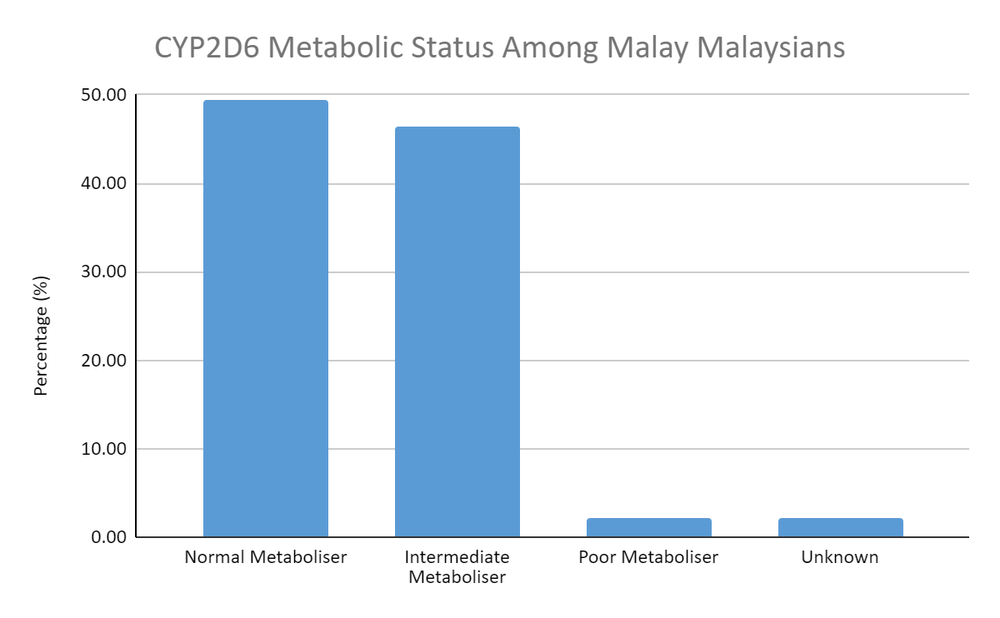 CYP2D6 Metabolic Status Among Malay Malaysians
50.00
40.00
30.00
20.00
10.00
0.00
Percentage (%)
Normal Metaboliser
Intermediate
Metaboliser
Poor Metaboliser
Unknown